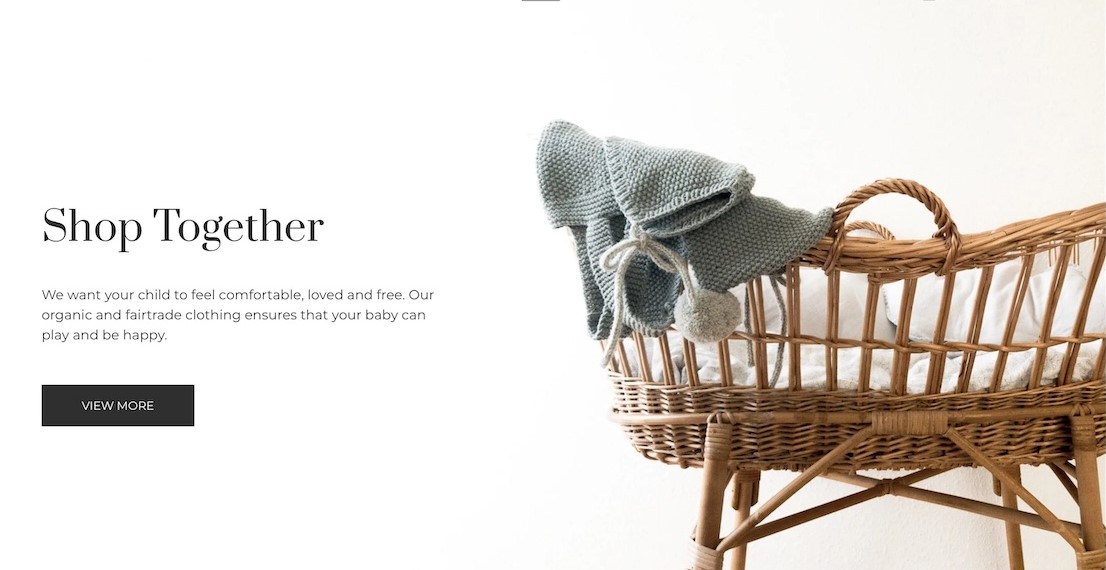 Shop Together
We want your child to feel comfortable, loved and free. Our
organic and fairtrade clothing ensures that your baby can
play and be happy.
VIEW MORE